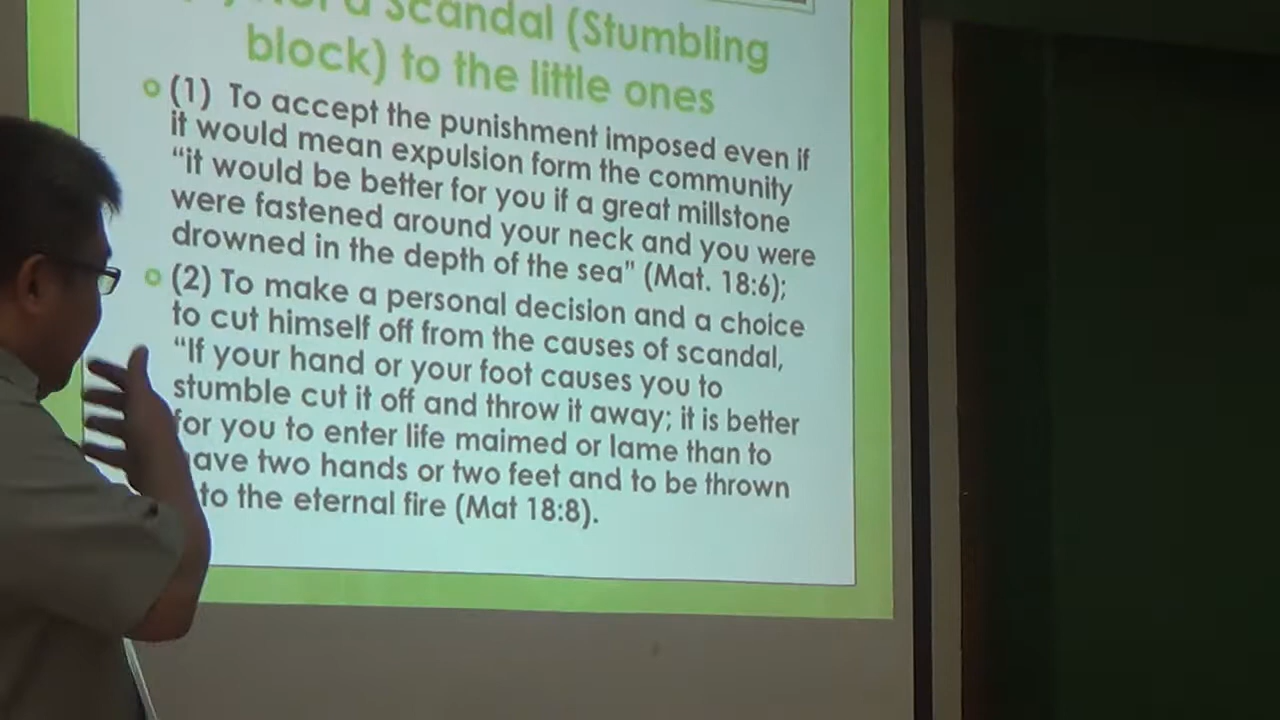 a Scandal (Stumbling
block) to the little ones
(1) To accept the punishment imposed even if
it would mean expulsion form the community
“it would be better for you if a great millstone
were fastened around your neck and you were
drowned in the depth of the sea” (Mat. 18:6);
(2) To make a personal decision and a choice
to cut himself off from the causes of scandal,
“If your hand or your foot causes you to
stumble cut it off and throw it away; it is better
for you to enter life maimed or lame than to
ave two hands or two feet and to be thrown
to the eternal fire (Mat 18:8).